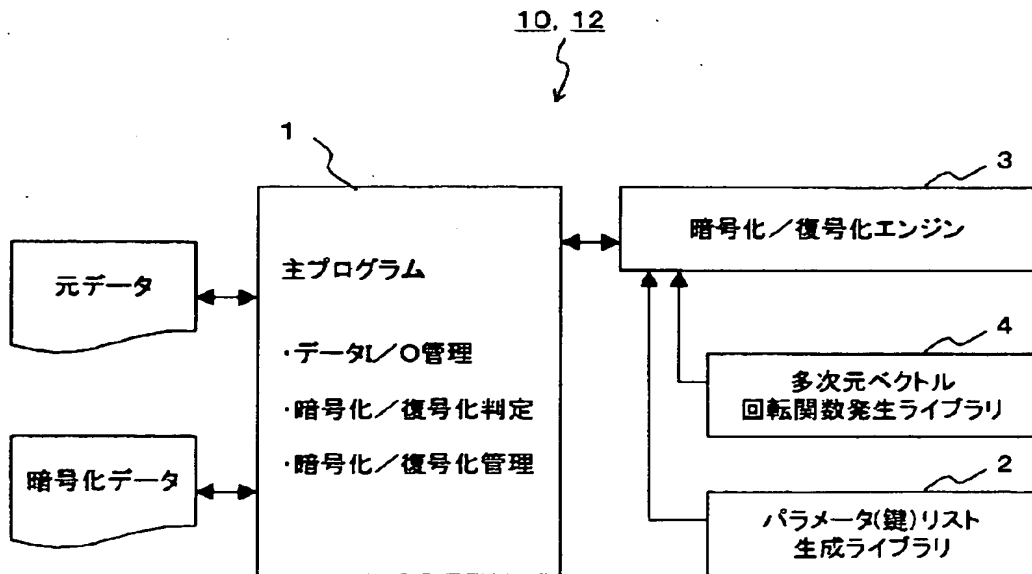 10, 12
1
3
暗号化／復号化エンジン
元データ
主プログラム
・データI／O管理
・暗号化／復号化判定
・暗号化／復号化管理
4
多次元ベクトル
回転関数発生ライブラリ
暗号化データ
2
パラメータ(鍵)リスト
生成ライブラリ